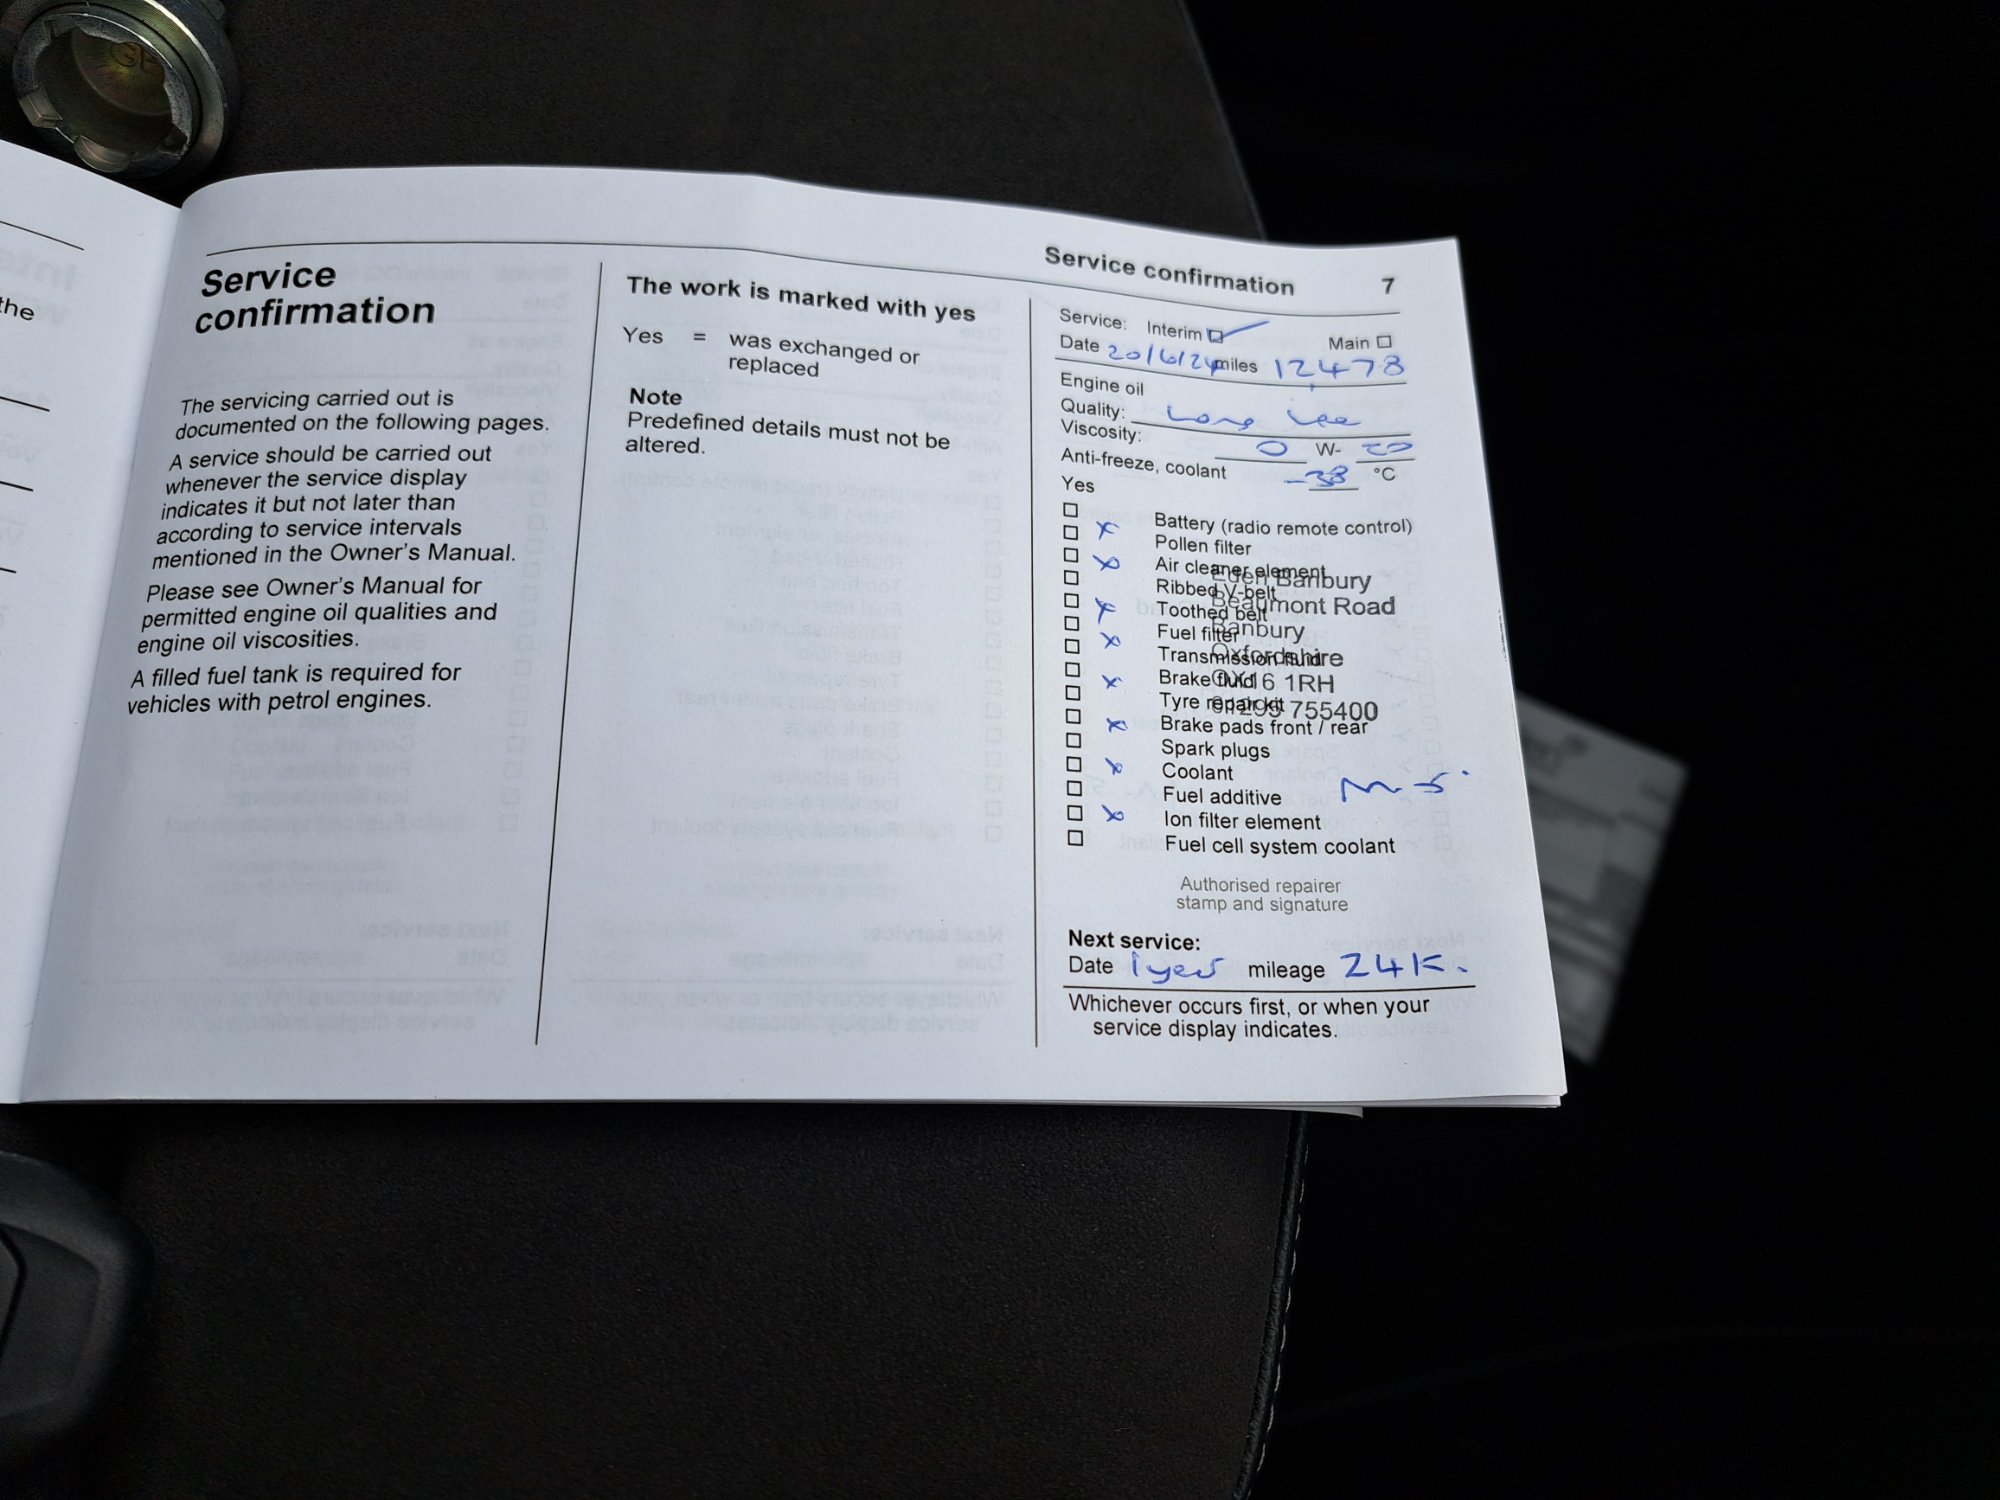 the
Service
confirmation
The servicing carried out is
documented on the following pages.
A service should be carried out
whenever the service display
indicates it but not later than
according to service intervals
mentioned in the Owner's Manual.
Please see Owner's Manual for
permitted engine oil qualities and
engine oil viscosities.
A filled fuel tank is required for
vehicles with petrol engines.
The work is marked with yes
Yes = was exchanged or
replaced
Note
Predefined details must not be
altered.
Service confirmation 7
Service: Interim Main
Date 20/6/24 miles 12478
Engine oil
Quality: Long
Viscosity: 0 W- 20
Anti-freeze, coolant -38 °C
Yes
Battery (radio remote control)
Pollen filter
Air cleaner element
Ribbed V-belt
Toothed belt
Fuel filter
Transmission fluid
Brake fluid
Tyre repair kit
Brake pads front / rear
Spark plugs
Coolant
Fuel additive
Ion filter element
Fuel cell system coolant
Eden Banbury
Beaumont Road
Banbury
Oxfordshire
OX16 1RH
01295 755400
Authorised repairer
stamp and signature
Next service:
Date 1 year mileage 24K.
Whichever occurs first, or when your
service display indicates.